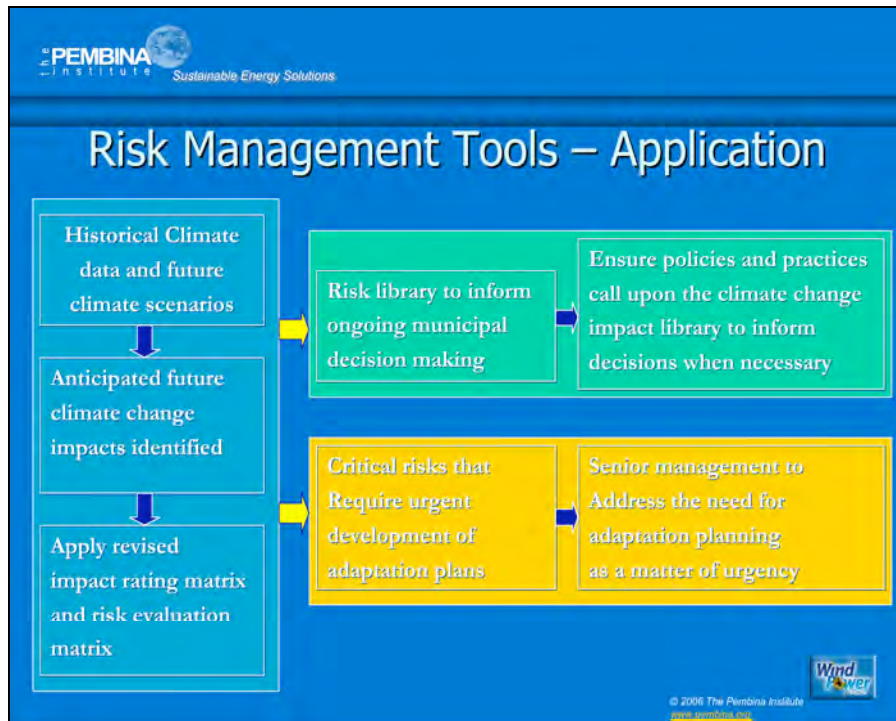 the PEMBINA
institute
Sustainable Energy Solutions
Risk Management Tools – Application
Historical Climate
data and future
climate scenarios
Anticipated future
climate change
impacts identified
Apply revised
impact rating matrix
and risk evaluation
matrix
Risk library to inform
ongoing municipal
decision making
Ensure policies and practices
call upon the climate change
impact library to inform
decisions when necessary
Critical risks that
Require urgent
development of
adaptation plans
Senior management to
Address the need for
adaptation planning
as a matter of urgency
Wind
Power
© 2006 The Pembina Institute
www.pembina.org